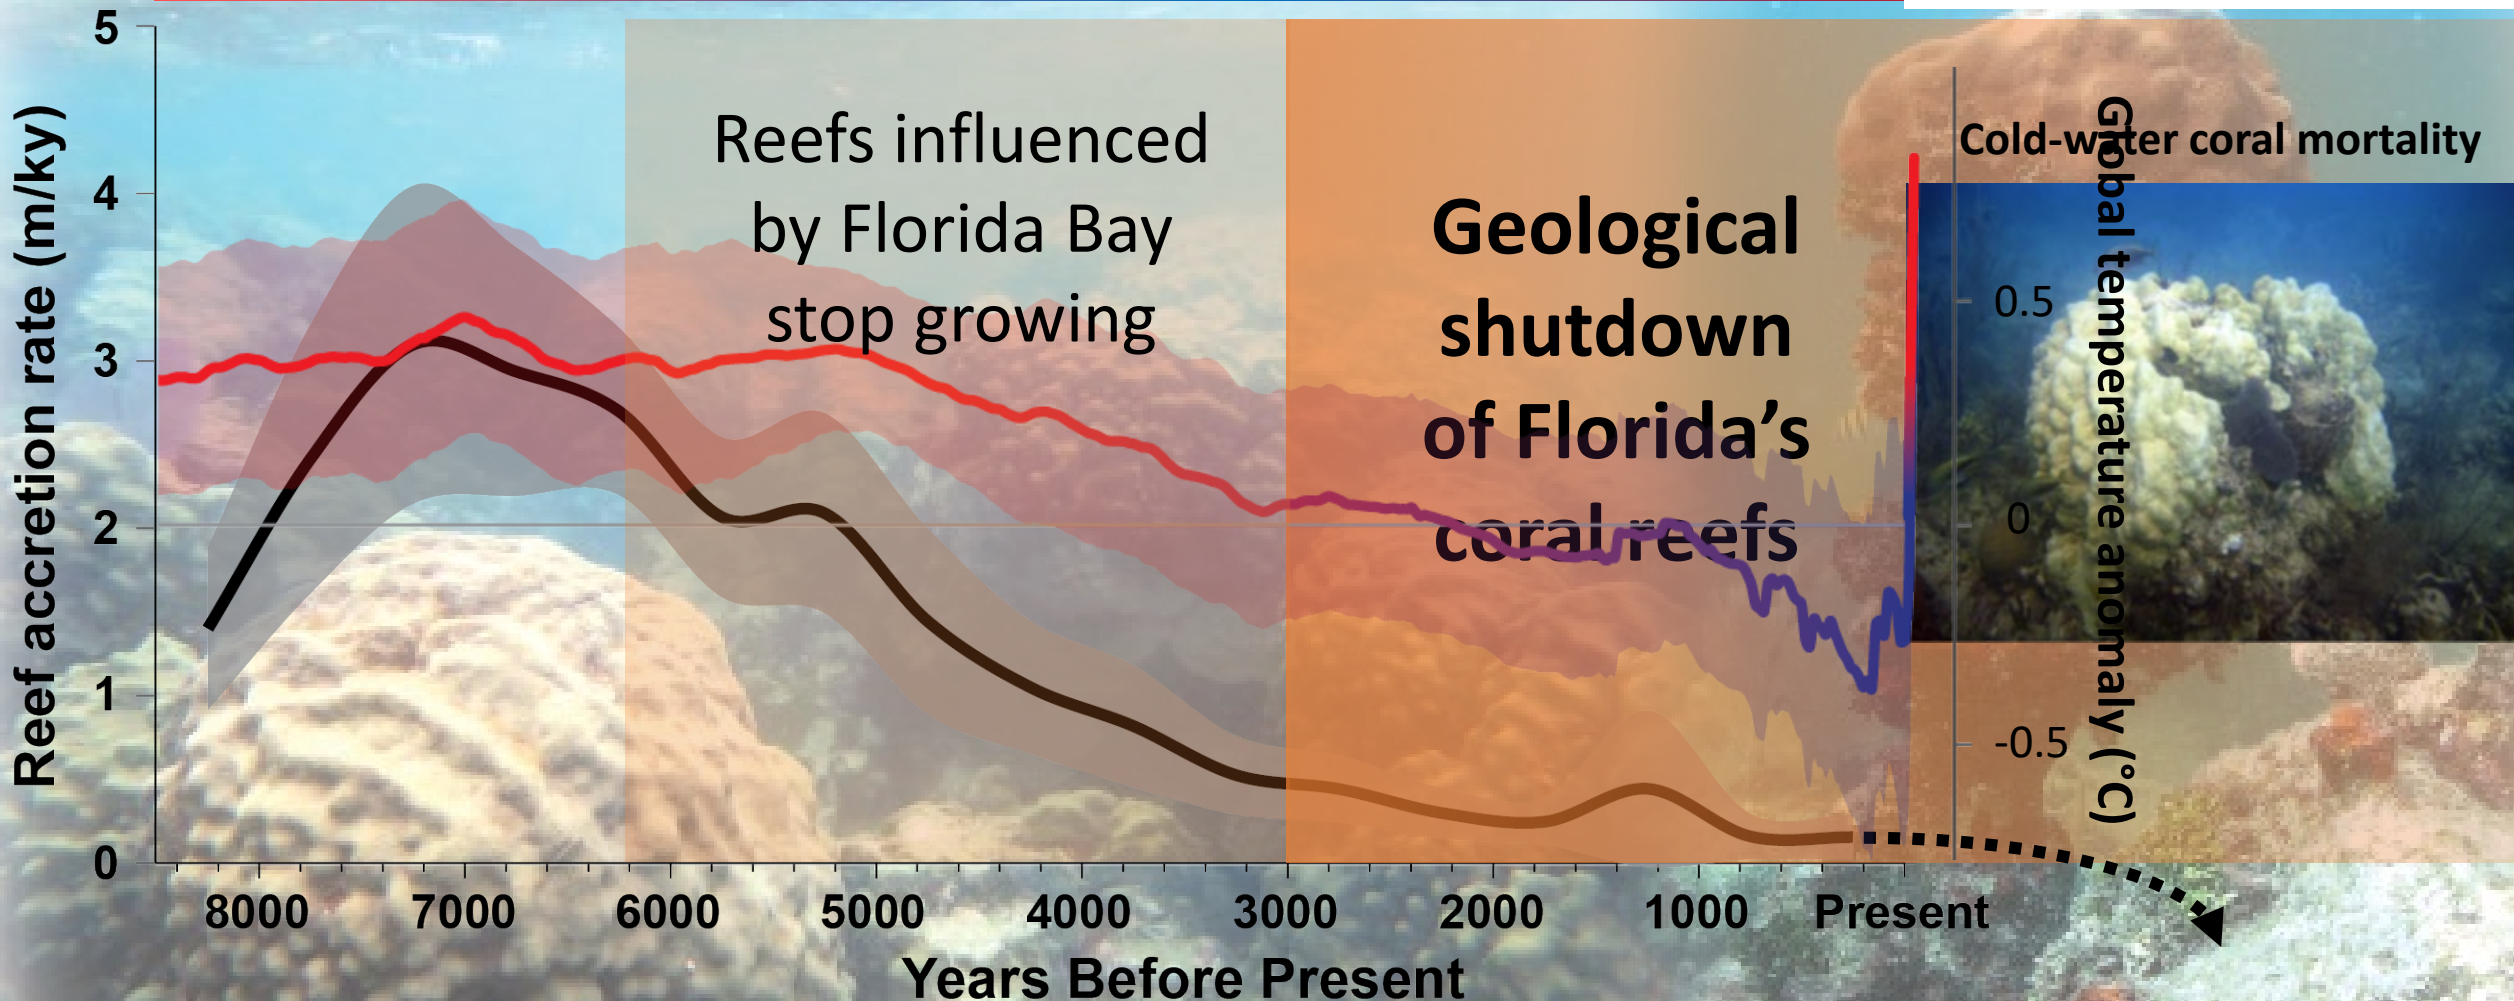 Reef accretion rate (m/ky)
5
4
3
2
1
0
Reefs influenced
by Florida Bay
stop growing
Geological
shutdown
of Florida’s
coral reefs
Cold-water coral mortality
Global temperature anomaly (°C)
0.5
0
-0.5
8000 7000 6000 5000 4000 3000 2000 1000 Present
Years Before Present